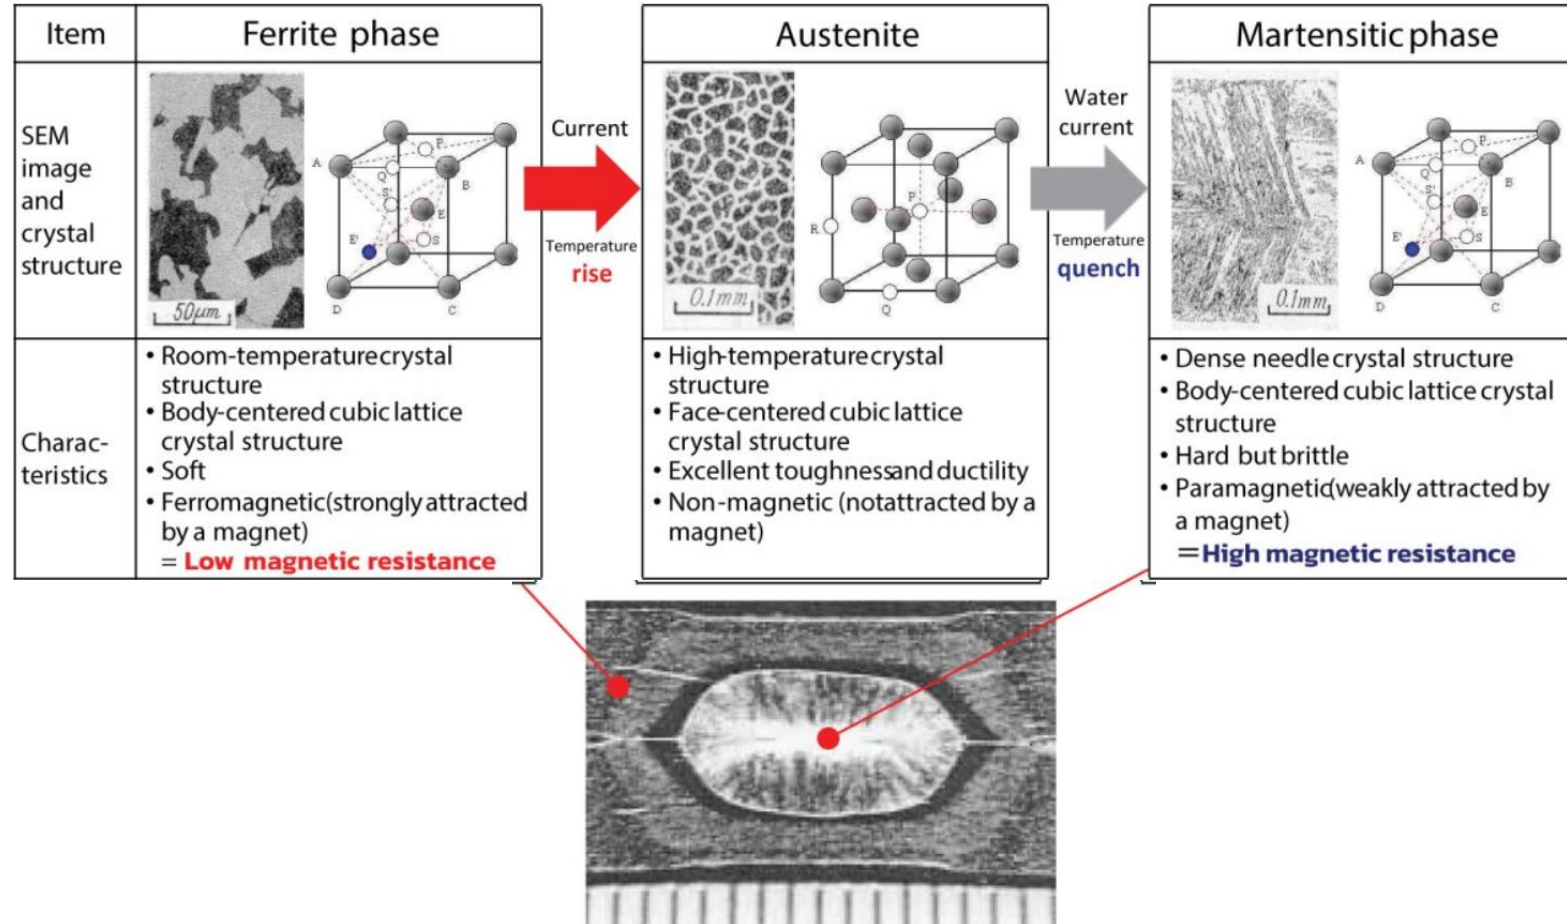 Item
Ferrite phase
Austenite
Martensitic phase
SEM
image
and
crystal
structure
50μm
A
P
Q
B
S'
E
E'
S
D
C
Current
Temperature
rise
0.1mm
P
R
Q
Water
current
Temperature
quench
0.1mm
A
P
Q
B
S'
E
E'
S
D
C
Charac-
teristics
• Room-temperature crystal
structure
• Body-centered cubic lattice
crystal structure
• Soft
• Ferromagnetic (strongly attracted
by a magnet)
= Low magnetic resistance
• High-temperature crystal
structure
• Face-centered cubic lattice
crystal structure
• Excellent toughness and ductility
• Non-magnetic (not attracted by a
magnet)
• Dense needle crystal structure
• Body-centered cubic lattice crystal
structure
• Hard but brittle
• Paramagnetic (weakly attracted by
a magnet)
= High magnetic resistance